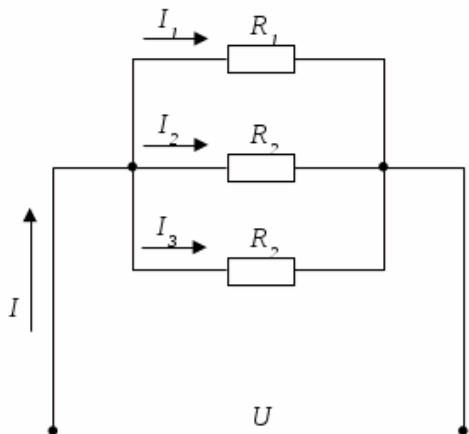 I₁ R₁
I₂ R₂
I₃ R₂
I
U